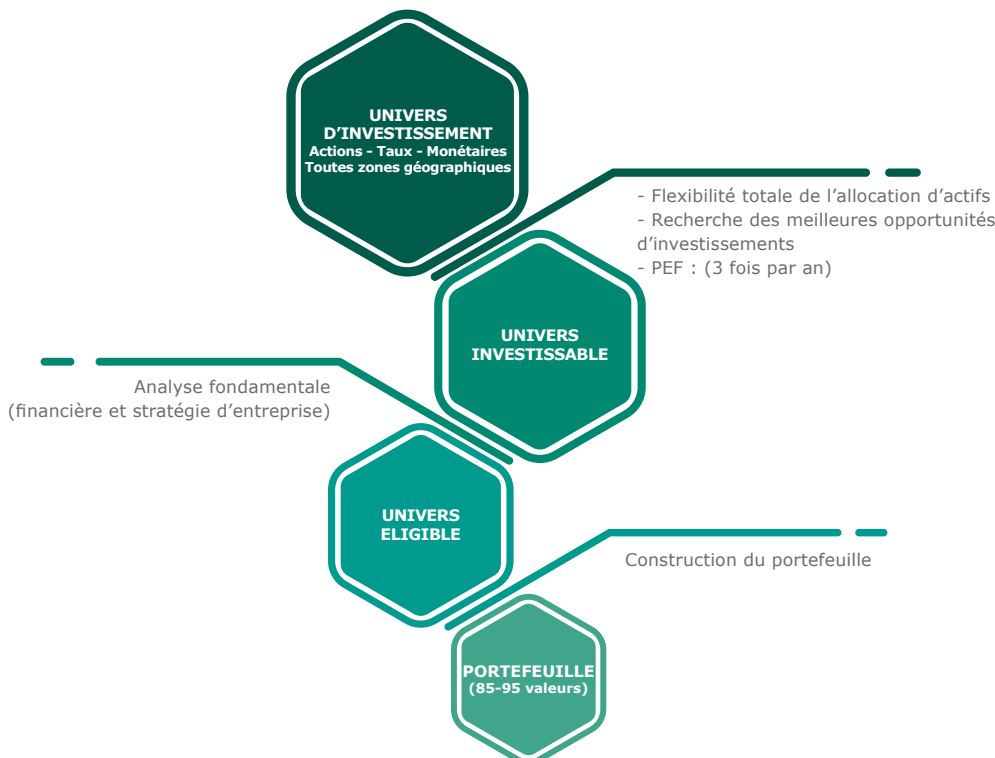 UNIVERS
D’INVESTISSEMENT
Actions - Taux - Monétaires
Toutes zones géographiques
- Flexibilité totale de l’allocation d’actifs
- Recherche des meilleures opportunités
d’investissements
- PEF : (3 fois par an)
UNIVERS
INVESTISSABLE
Analyse fondamentale
(financière et stratégie d’entreprise)
UNIVERS
ELIGIBLE
Construction du portefeuille
PORTEFEUILLE
(85-95 valeurs)